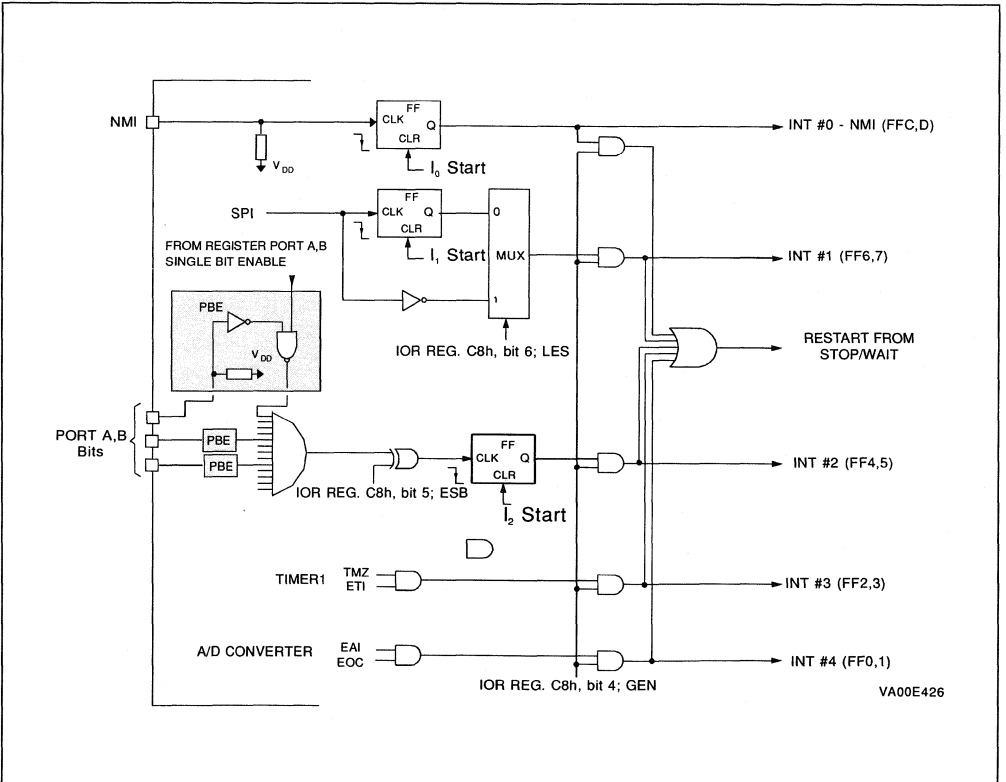 NMI
V DD
FF
CLK
Q
CLR
I0 Start
INT #0 - NMI (FFC,D)
SPI
FF
CLK
Q
CLR
I1 Start
0
MUX
1
INT #1 (FF6,7)
FROM REGISTER PORT A,B
SINGLE BIT ENABLE
IOR REG. C8h, bit 6; LES
RESTART FROM
STOP/WAIT
PBE
V DD
PORT A,B
Bits
PBE
PBE
IOR REG. C8h, bit 5; ESB
FF
CLK
Q
CLR
I2 Start
INT #2 (FF4,5)
TIMER1
TMZ
ETI
INT #3 (FF2,3)
A/D CONVERTER
EAI
EOC
INT #4 (FF0,1)
IOR REG. C8h, bit 4; GEN
VA00E426